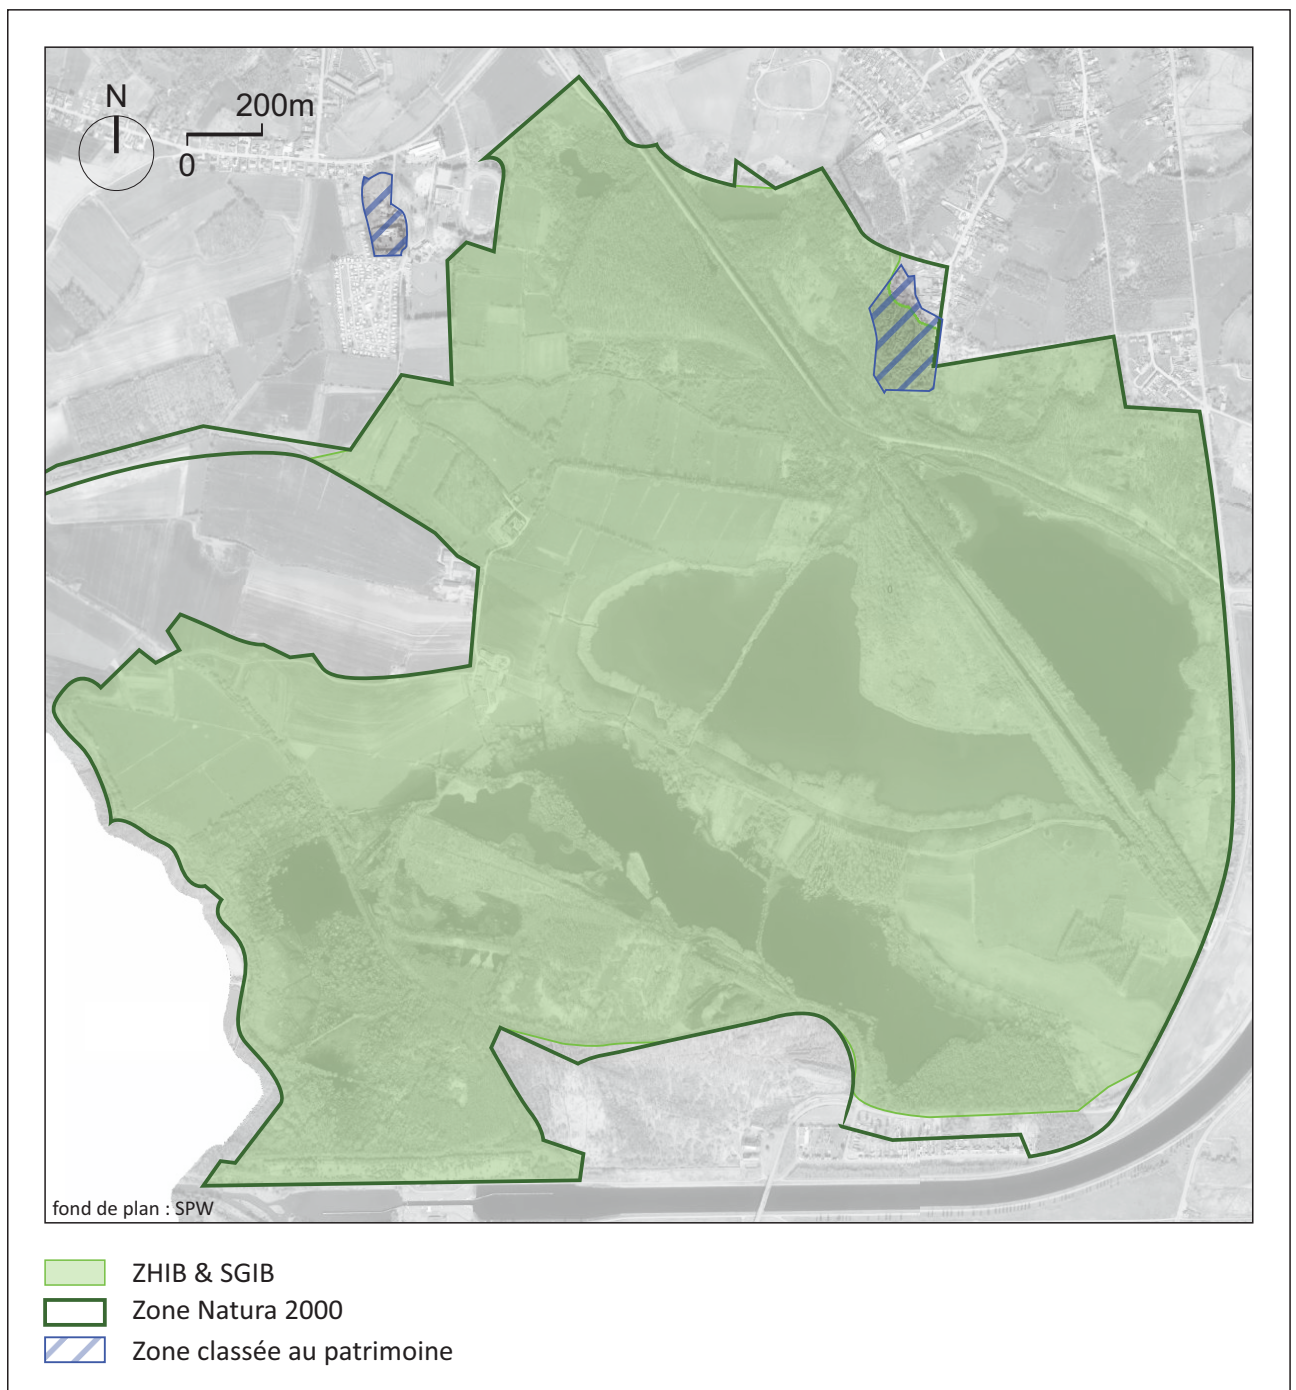 N
200m
0
fond de plan : SPW
ZHIB & SGIB
Zone Natura 2000
Zone classée au patrimoine